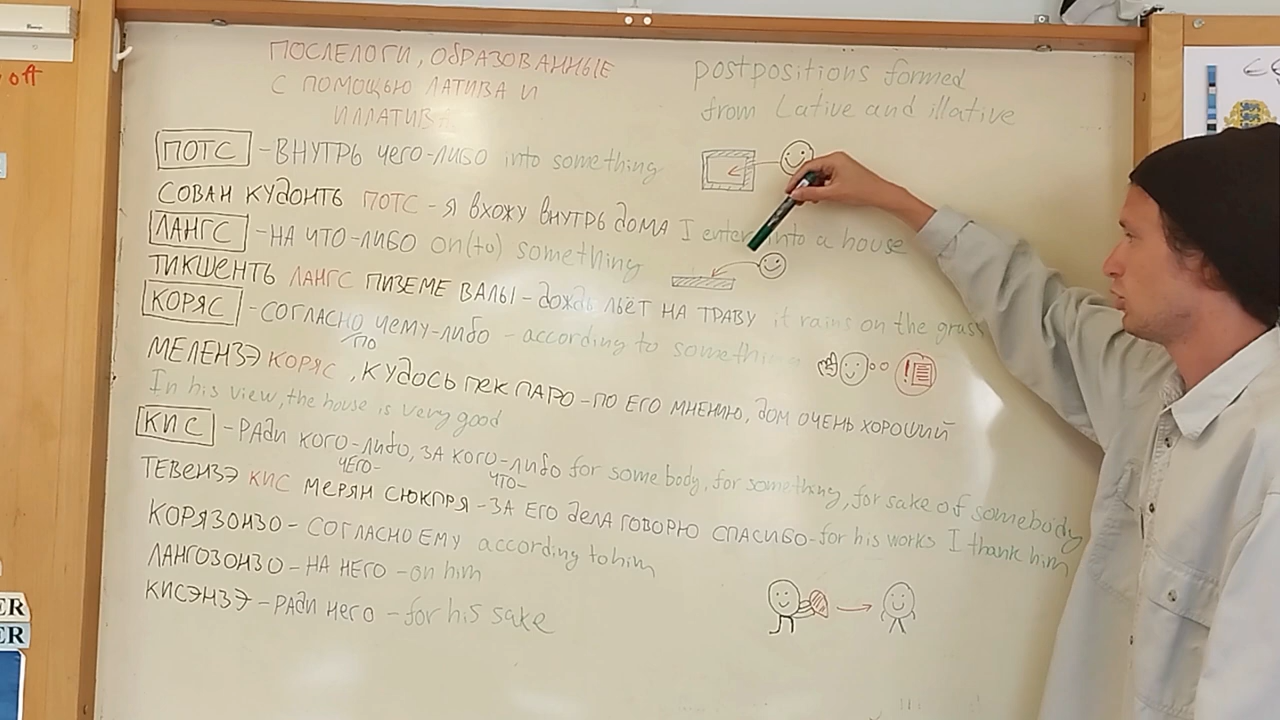 off
ПОСЛЕЛОГИ, ОБРАЗОВАННЫЕ
С ПОМОЩЬЮ ЛАТИВА И
ИЛЛАТИВА
postpositions formed
from Lative and illative
ПОТС - ВНУТРЬ ЧЕГО-ЛИБО into something
СОВАН КУДОНТЬ ПОТС - Я ВХОЖУ ВНУТРЬ ДОМА I enter into a house
ЛАНГС - НА ЧТО-ЛИБО on(to) something
ТИКШЕНТЬ ЛАНГС ПИЗЕМЕ ВАЛЫ - ДОЖДЬ ЛЬЁТ НА ТРАВУ it rains on the grass
КОРЯС - СОГЛАСНО ЧЕМУ-ЛИБО - according to something
ПО
МЕЛЕНЗЭ КОРЯС, КУДОСЬ ПЕК ПАРО - ПО ЕГО МНЕНИЮ, ДОМ ОЧЕНЬ ХОРОШИЙ
In his view, the house is very good
КИС - РАДИ КОГО-ЛИБО, ЗА КОГО-ЛИБО for some body, for something, for sake of somebody
ЧЕГО- ЧТО-
ТЕВЕНЗЭ КИС МЕРЯН СЮКПРЯ - ЗА ЕГО ДЕЛА ГОВОРЮ СПАСИБО - for his works I thank him
КОРЯЗОНЗО - СОГЛАСНО ЕМУ according to him
ЛАНГОЗОНЗО - НА НЕГО - on him
КИСЭНЗЭ - РАДИ НЕГО - for his sake
ER
ER